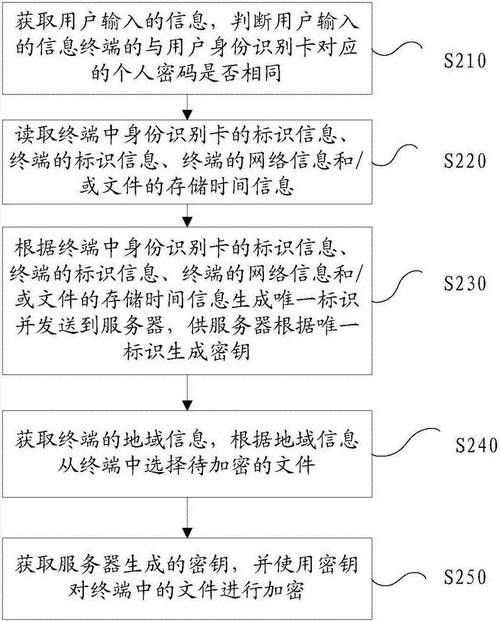 获取用户输入的信息，判断用户输入
的信息终端的与用户身份识别卡对应
的个人密码是否相同
S210
读取终端中身份识别卡的标识信息、
终端的标识信息、终端的网络信息和/
或文件的存储时间信息
S220
根据终端中身份识别卡的标识信息、
终端的标识信息、终端的网络信息和/
或文件的存储时间信息生成唯一标识
并发送到服务器，供服务器根据唯一
标识生成密钥
S230
获取终端的地域信息，根据地域信息
从终端中选择待加密的文件
S240
获取服务器生成的密钥，并使用密钥
对终端中的文件进行加密
S250